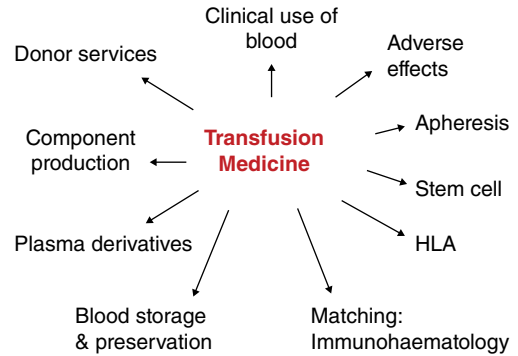 Clinical use of
blood
Donor services
Adverse
effects
Component
production
Transfusion
Medicine
Apheresis
Stem cell
Plasma derivatives
HLA
Blood storage
& preservation
Matching:
Immunohaematology